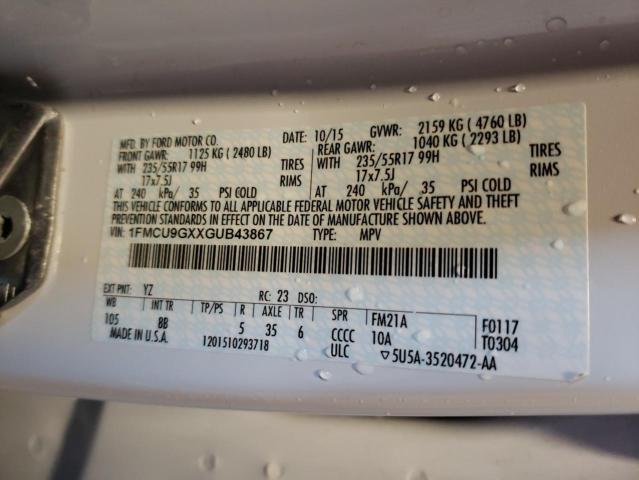 MFD. BY FORD MOTOR CO. DATE: 10/15 GVWR: 2159 KG ( 4760 LB)
FRONT GAWR: 1125 KG ( 2480 LB) REAR GAWR: 1040 KG ( 2293 LB)
WITH 235/55R17 99H TIRES WITH 235/55R17 99H TIRES
17x7.5J RIMS 17x7.5J RIMS
AT 240 kPa/ 35 PSI COLD AT 240 kPa/ 35 PSI COLD
THIS VEHICLE CONFORMS TO ALL APPLICABLE FEDERAL MOTOR VEHICLE SAFETY AND THEFT
PREVENTION STANDARDS IN EFFECT ON THE DATE OF MANUFACTURE SHOWN ABOVE.
VIN: 1FMCU9GXXGUB43867 TYPE: MPV
EXT PNT: YZ RC: 23 DSO:
WB INT TR TP/PS R AXLE TR SPR FM21A F0117
105 8B 5 35 6 CCCC 10A T0304
MADE IN U.S.A. 1201510293718 ULC ▽5U5A-3520472-AA